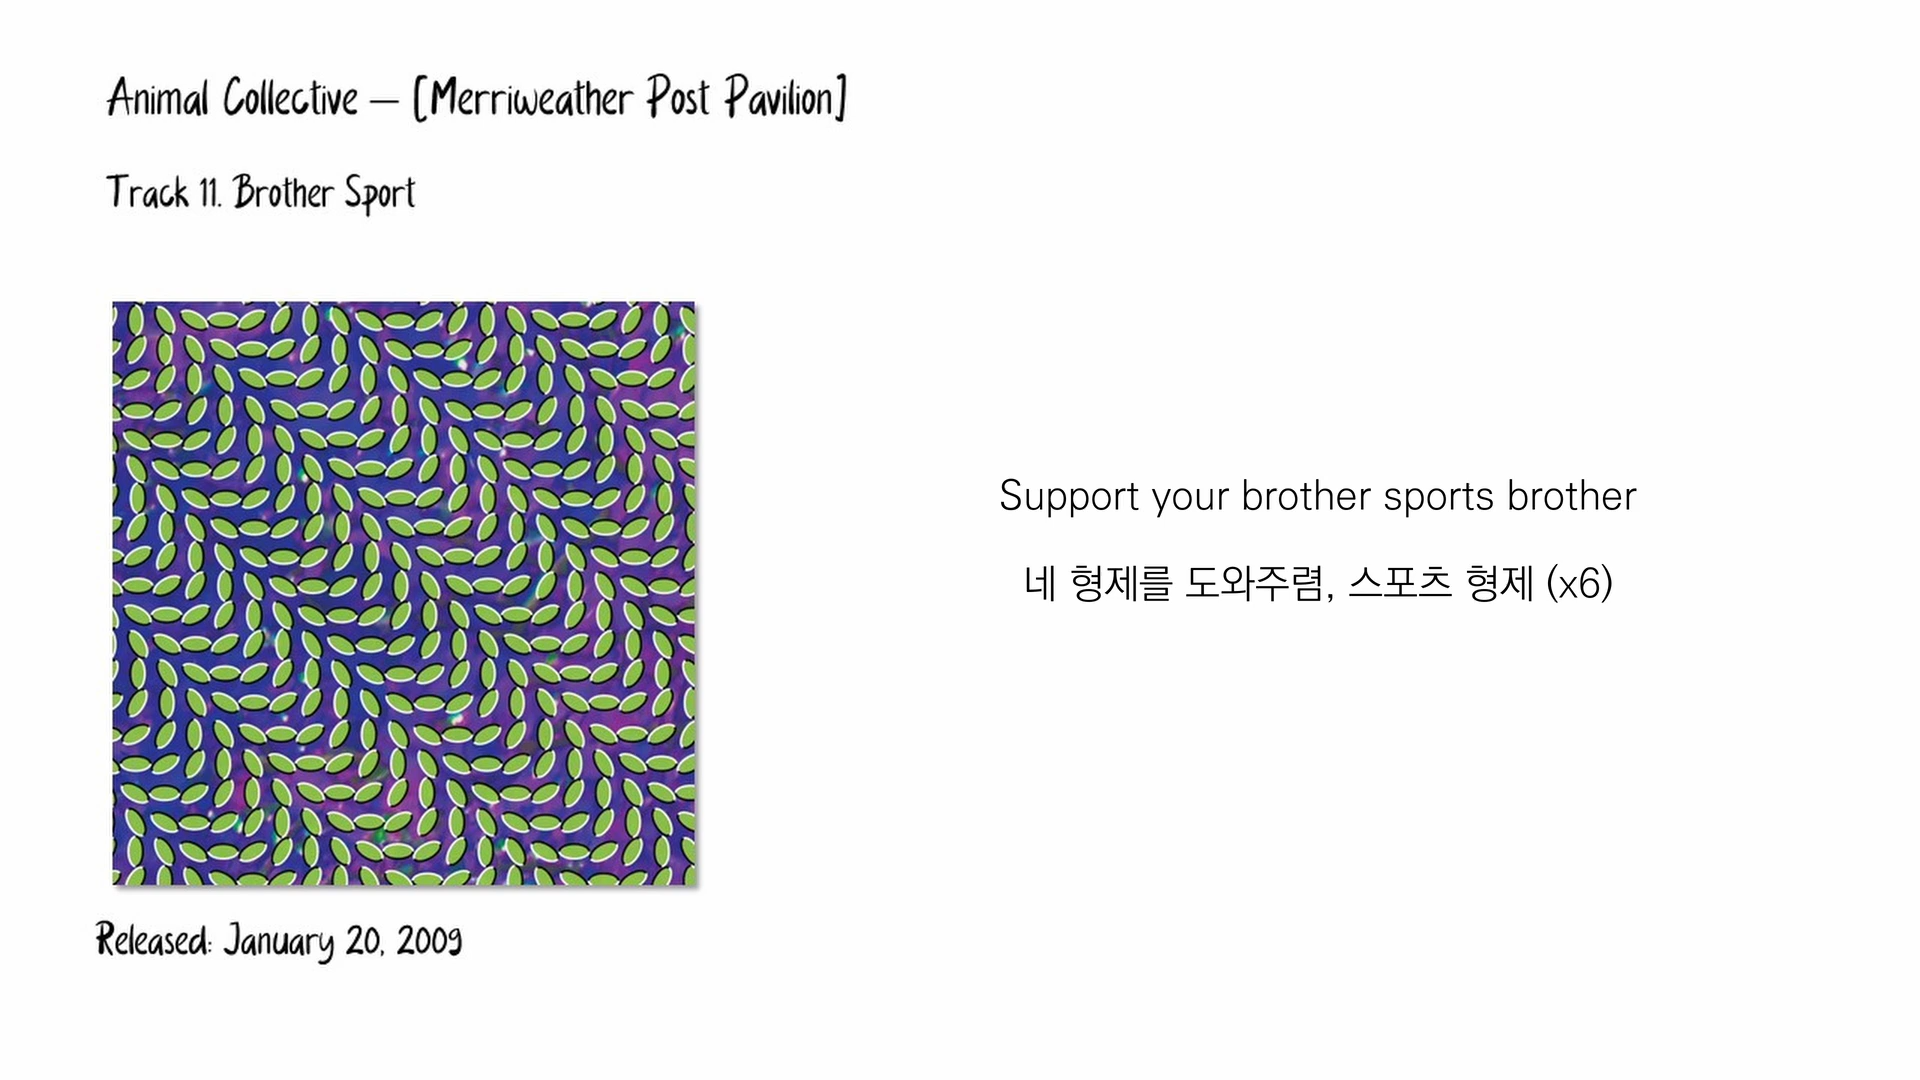 Animal Collective — [Merriweather Post Pavilion]
Track 11. Brother Sport
Support your brother sports brother
네 형제를 도와주렴, 스포츠 형제 (x6)
Released: January 20, 2009